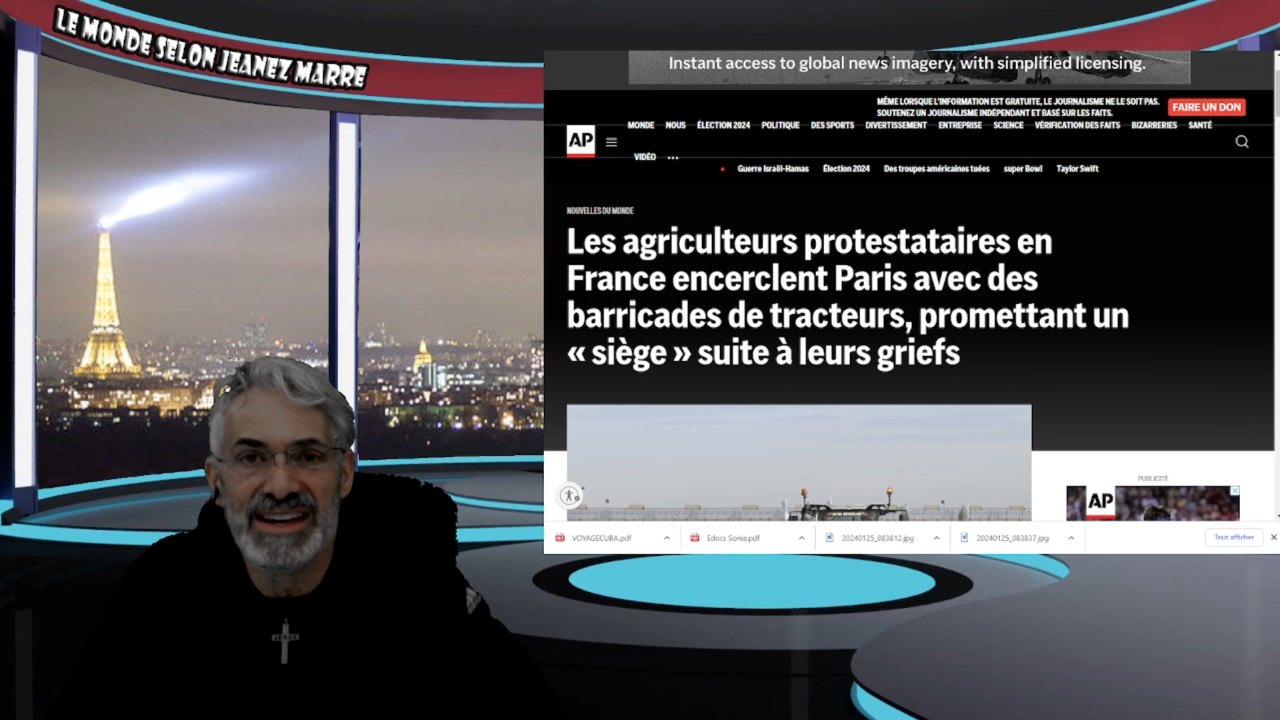 LE MONDE SELON JEANEZ MARRE
Instant access to global news imagery, with simplified licensing.
MÊME LORSQUE L'INFORMATION EST GRATUITE, LE JOURNALISME NE LE SOIT PAS.
SOUTENEZ UN JOURNALISME INDÉPENDANT ET BASÉ SUR LES FAITS.
FAIRE UN DON
AP
MONDE NOUS ÉLECTION 2024 POLITIQUE DES SPORTS DIVERTISSEMENT ENTREPRISE SCIENCE VÉRIFICATION DES FAITS BIZARRERIES SANTÉ
VIDÉO ...
Guerre Israël-Hamas Élection 2024 Des troupes américaines tuées super Bowl Taylor Swift
NOUVELLES DU MONDE
Les agriculteurs protestataires en
France encerclent Paris avec des
barricades de tracteurs, promettant un
« siège » suite à leurs griefs
PUBLICITÉ
AP
VOYAGECUBA.pdf Edocs Sonia.pdf 20240125_083812.jpg 20240125_083837.jpg Tout afficher
JESUS